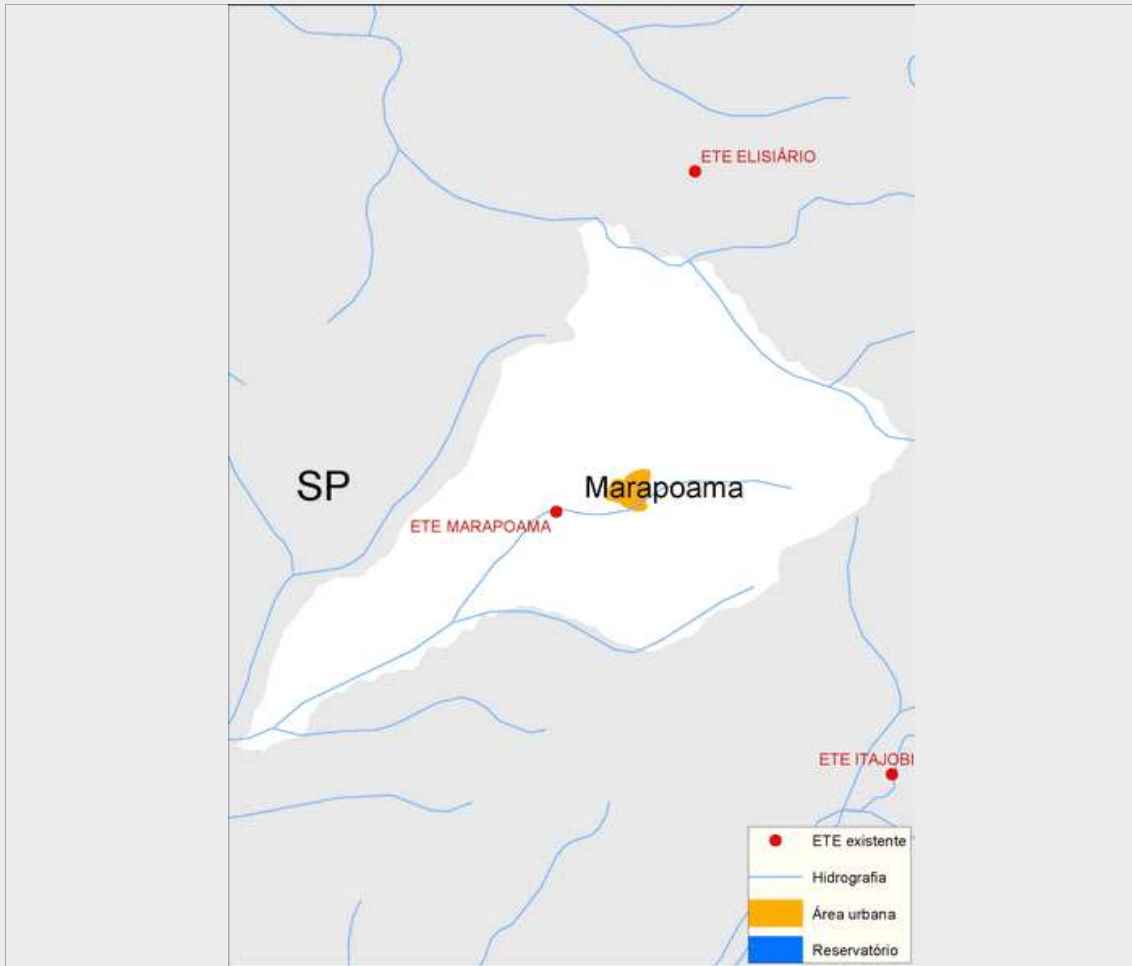 ETE ELISIÁRIO
SP
Marapoama
ETE MARAPOAMA
ETE ITAJOBI
ETE existente
Hidrografia
Área urbana
Reservatório